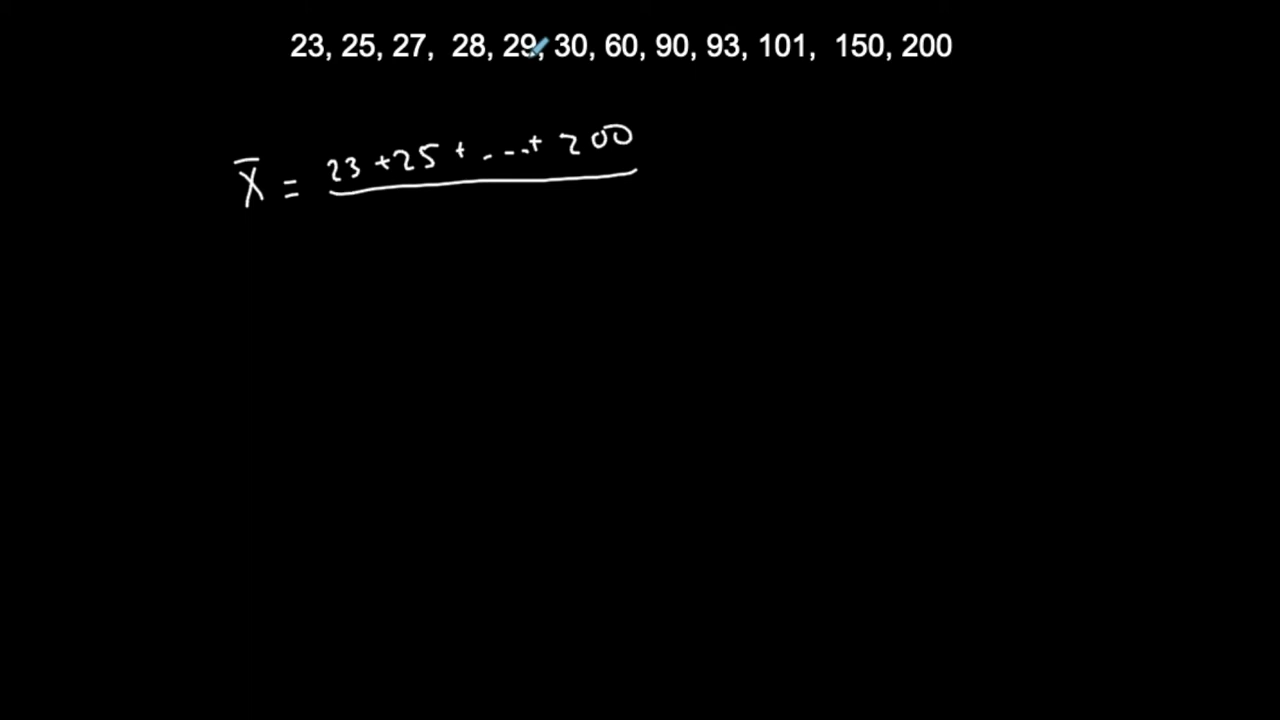 23, 25, 27, 28, 29, 30, 60, 90, 93, 101, 150, 200
X̄ = 23 + 25 + ... + 200